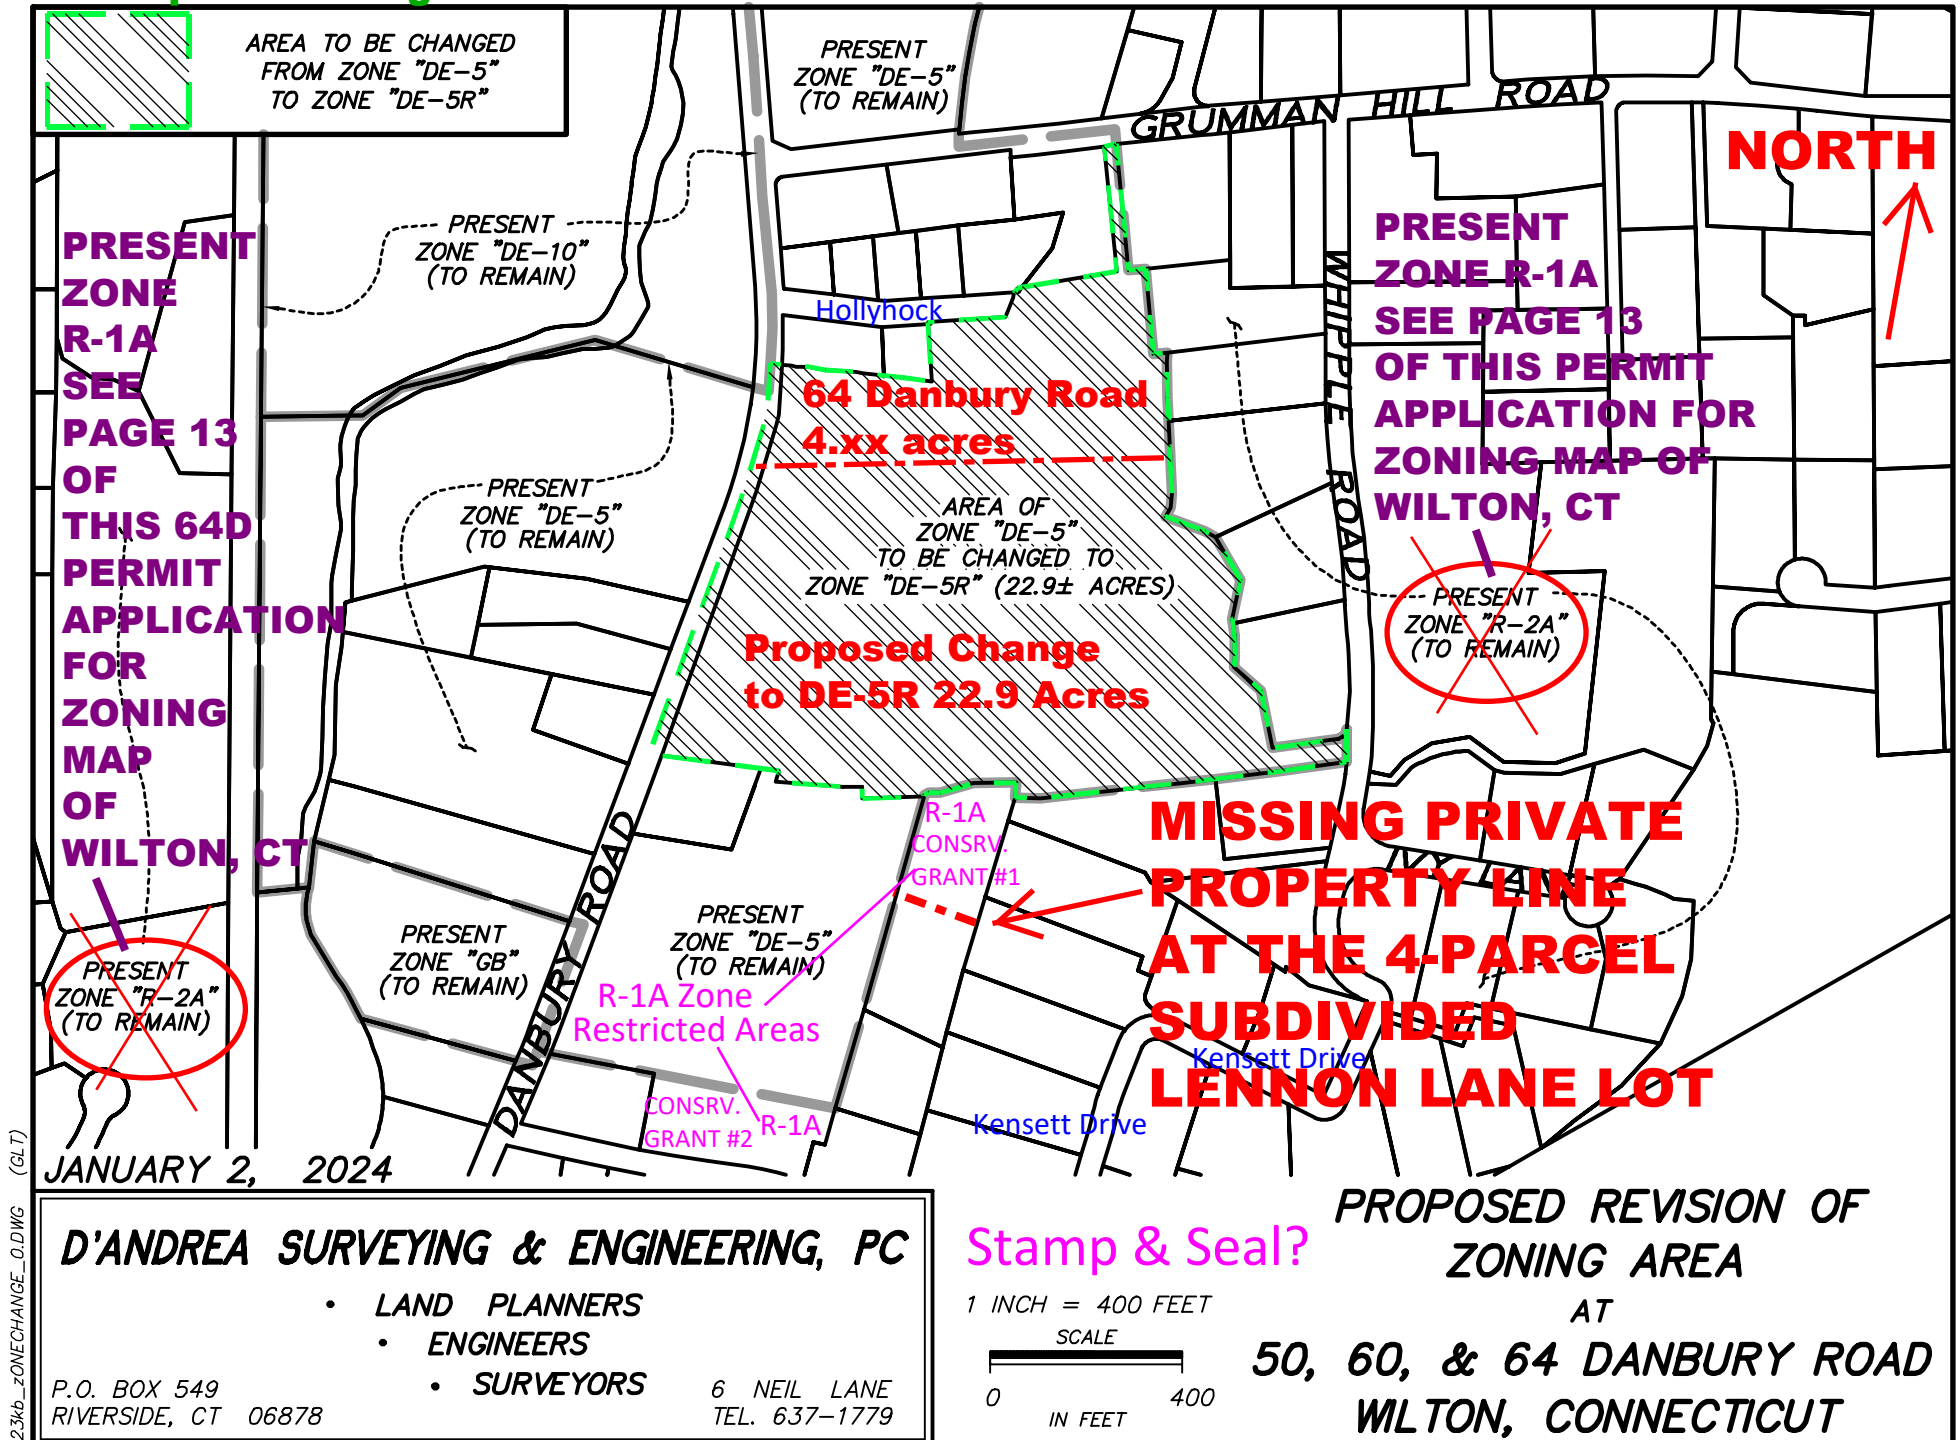 AREA TO BE CHANGED
FROM ZONE "DE-5"
TO ZONE "DE-5R"
PRESENT
ZONE "DE-5"
(TO REMAIN)
GRUMMAN HILL ROAD
NORTH
PRESENT
ZONE "DE-10"
(TO REMAIN)
PRESENT
ZONE
R-1A
SEE
PAGE 13
OF
THIS 64D
PERMIT
APPLICATION
FOR
ZONING
MAP
OF
WILTON, CT
PRESENT
ZONE R-1A
SEE PAGE 13
OF THIS PERMIT
APPLICATION FOR
ZONING MAP OF
WILTON, CT
WHIPPLE ROAD
Hollyhock
64 Danbury Road
4.xx acres
PRESENT
ZONE "DE-5"
(TO REMAIN)
AREA OF
ZONE "DE-5"
TO BE CHANGED TO
ZONE "DE-5R" (22.9± ACRES)
PRESENT
ZONE "R-2A"
(TO REMAIN)
Proposed Change
to DE-5R 22.9 Acres
R-1A
CONSRV.
GRANT #1
MISSING PRIVATE
PROPERTY LINE
AT THE 4-PARCEL
SUBDIVIDED
LENNON LANE LOT
PRESENT
ZONE "GB"
(TO REMAIN)
PRESENT
ZONE "DE-5"
(TO REMAIN)
PRESENT
ZONE "R-2A"
(TO REMAIN)
R-1A Zone
Restricted Areas
DANBURY ROAD
Kensett Drive
CONSRV.
GRANT #2
R-1A
Kensett Drive
JANUARY 2, 2024
23kb_zONECHANGE_0.DWG (GLT)
D'ANDREA SURVEYING & ENGINEERING, PC
• LAND PLANNERS
• ENGINEERS
• SURVEYORS
P.O. BOX 549
RIVERSIDE, CT 06878
6 NEIL LANE
TEL. 637-1779
Stamp & Seal?
1 INCH = 400 FEET
SCALE
0 400
IN FEET
PROPOSED REVISION OF
ZONING AREA
AT
50, 60, & 64 DANBURY ROAD
WILTON, CONNECTICUT